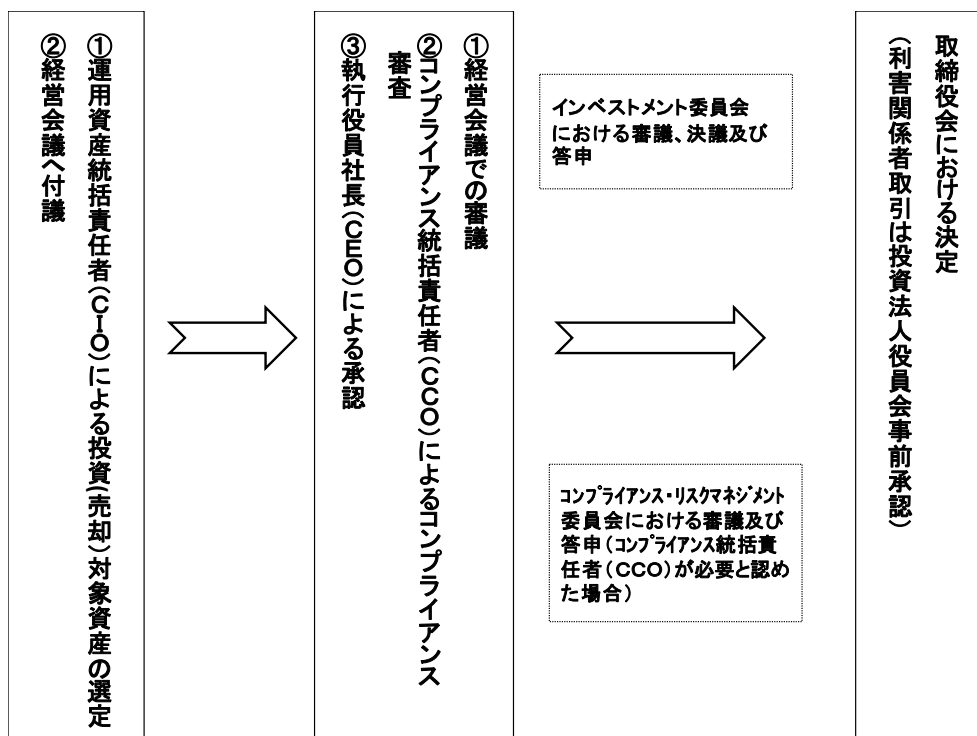 ①運用資産統括責任者（ＣＩＯ）による投資（売却）対象資産の選定
②経営会議へ付議
①経営会議での審議
②コンプライアンス統括責任者（ＣＣＯ）によるコンプライアンス
審査
③執行役員社長（ＣＥＯ）による承認
インベストメント委員会
における審議、決議及び
答申
ｺﾝﾌﾟﾗｲｱﾝｽ・ﾘｽｸﾏﾈｼﾞﾒﾝﾄ
委員会における審議及び
答申（ｺﾝﾌﾟﾗｲｱﾝｽ統括責
任者（ＣＣＯ）が必要と認め
た場合）
取締役会における決定
（利害関係者取引は投資法人役員会事前承認）